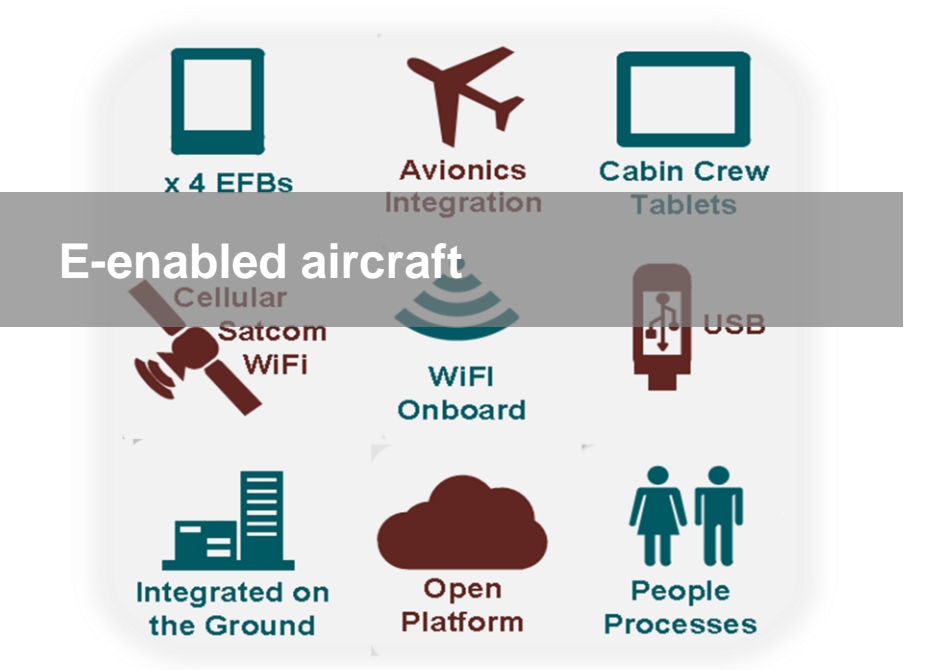 x 4 EFBs
Avionics
Integration
Cabin Crew
Tablets
E-enabled aircraft
Cellular
Satcom
WiFi
WiFI
Onboard
USB
Integrated on
the Ground
Open
Platform
People
Processes